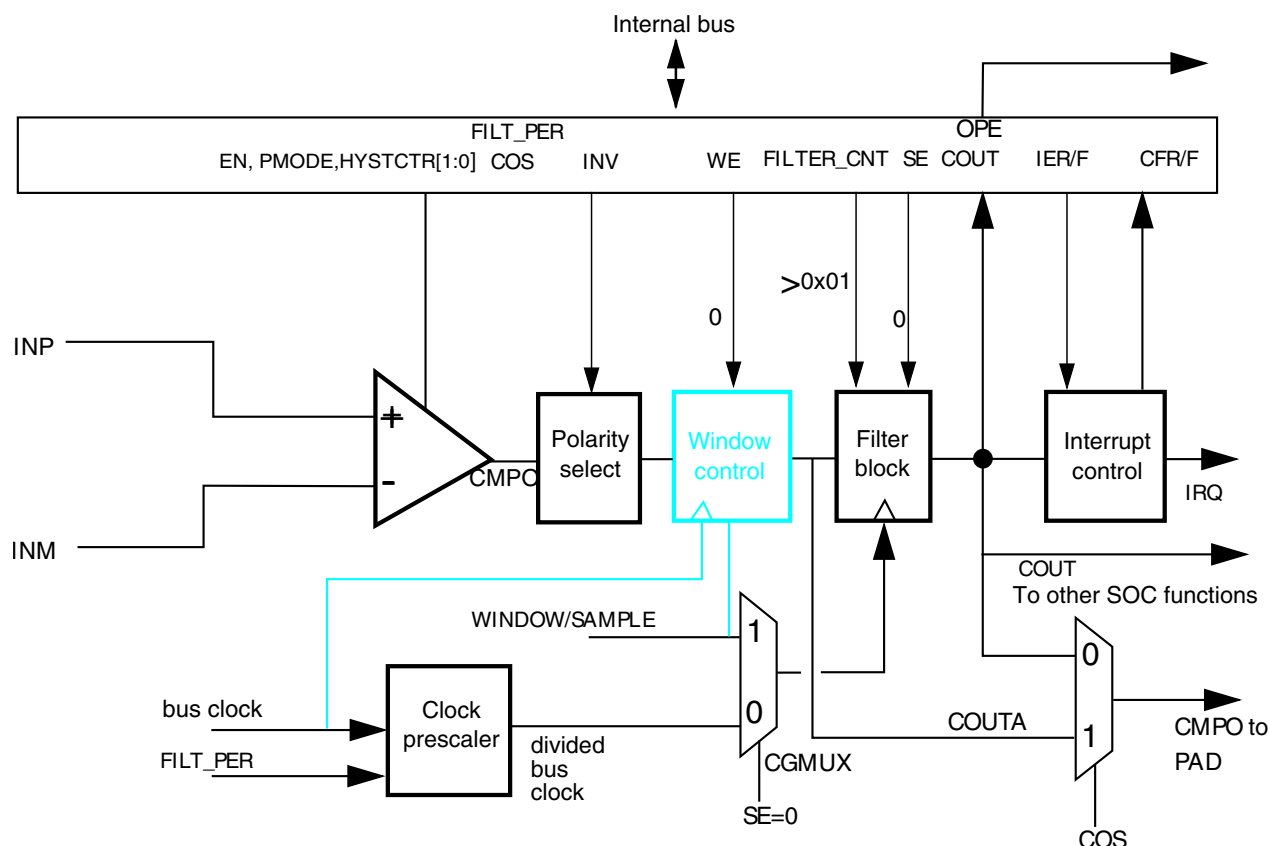 Internal bus
FILT_PER
OPE
EN, PMODE,HYSTCTR[1:0] COS INV WE FILTER_CNT SE COUT IER/F CFR/F
>0x01
0
0
INP
+
-
CMPO
Polarity
select
Window
control
Filter
block
Interrupt
control
IRQ
INM
COUT
To other SOC functions
WINDOW/SAMPLE
1
0
0
1
bus clock
FILT_PER
Clock
prescaler
divided
bus
clock
CGMUX
SE=0
COUTA
CMPO to
PAD
COS